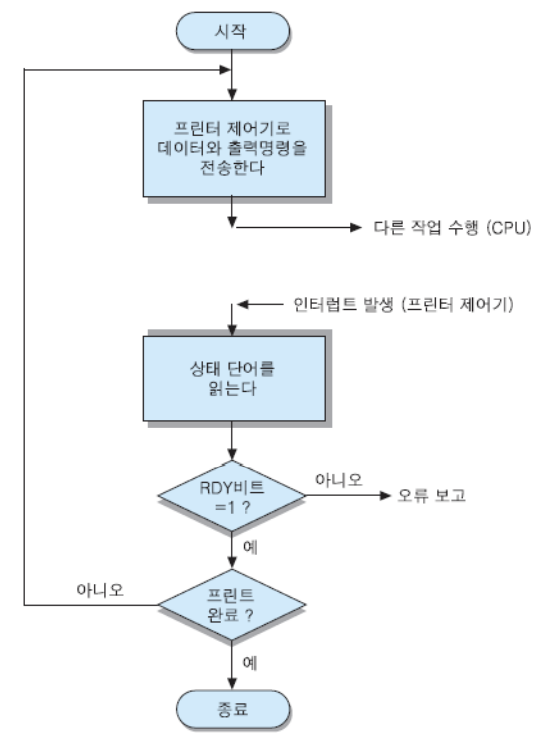 시작
프린터 제어기로
데이터와 출력명령을
전송한다
다른 작업 수행 (CPU)
인터럽트 발생 (프린터 제어기)
상태 단어를
읽는다
RDY비트
=1 ?
아니오
오류 보고
예
프린트
완료 ?
아니오
예
종료